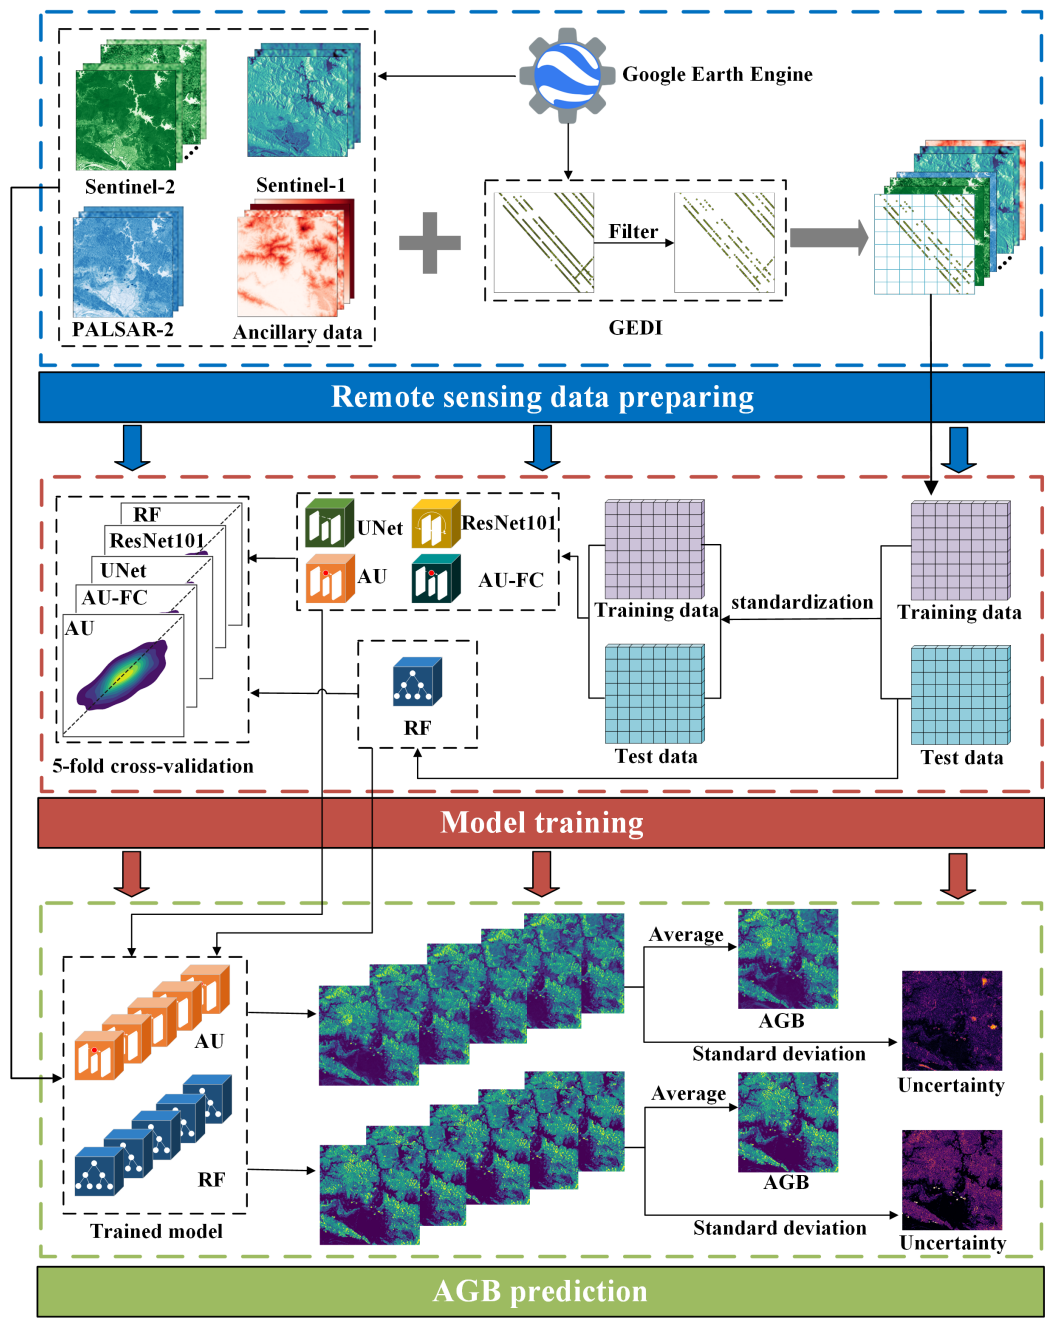 Google Earth Engine
Sentinel-2
Sentinel-1
PALSAR-2
Ancillary data
Filter
GEDI
Remote sensing data preparing
RF
ResNet101
UNet
AU-FC
AU
5-fold cross-validation
UNet
ResNet101
AU
AU-FC
RF
Training data
standardization
Training data
Test data
Test data
Model training
AU
RF
Trained model
Average
AGB
Standard deviation
Uncertainty
Average
AGB
Standard deviation
Uncertainty
AGB prediction